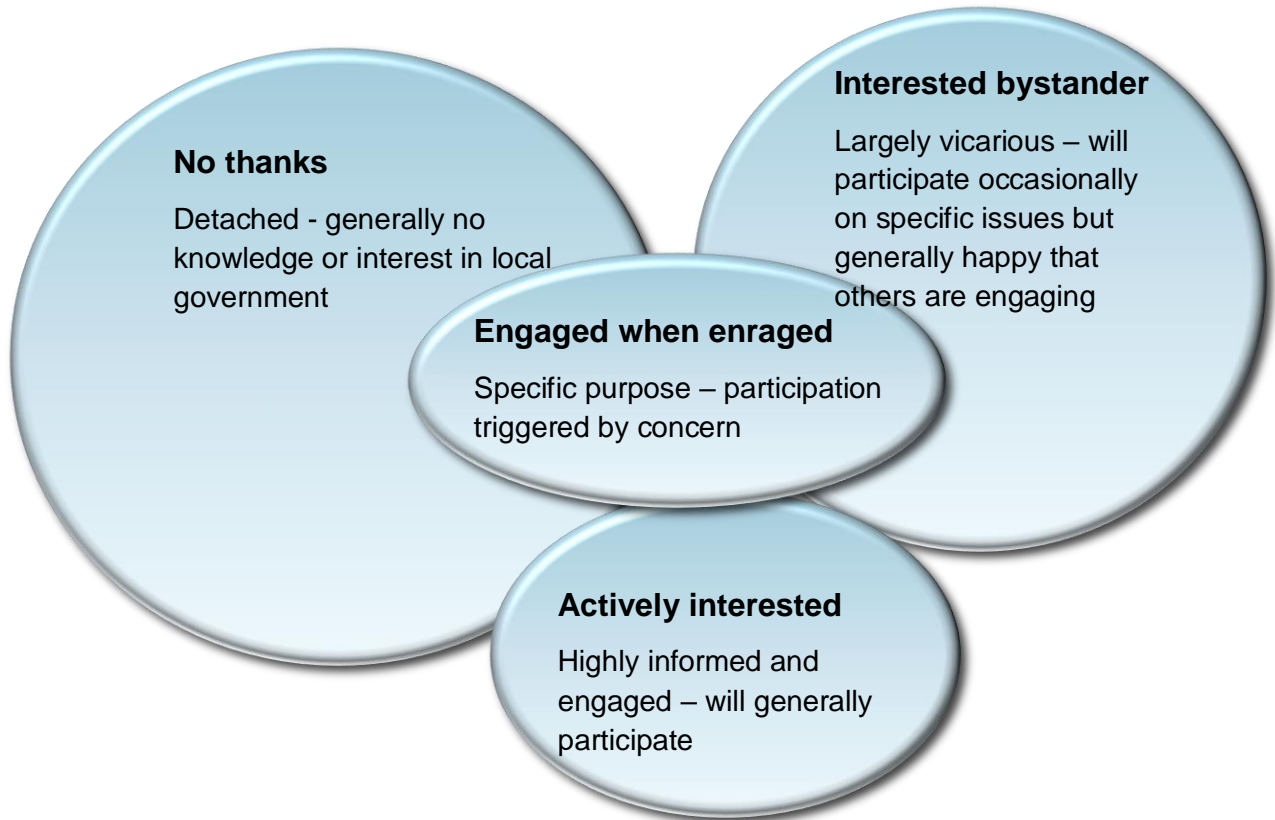 No thanks
Detached - generally no
knowledge or interest in local
government
Interested bystander
Largely vicarious – will
participate occasionally
on specific issues but
generally happy that
others are engaging
Engaged when enraged
Specific purpose – participation
triggered by concern
Actively interested
Highly informed and
engaged – will generally
participate